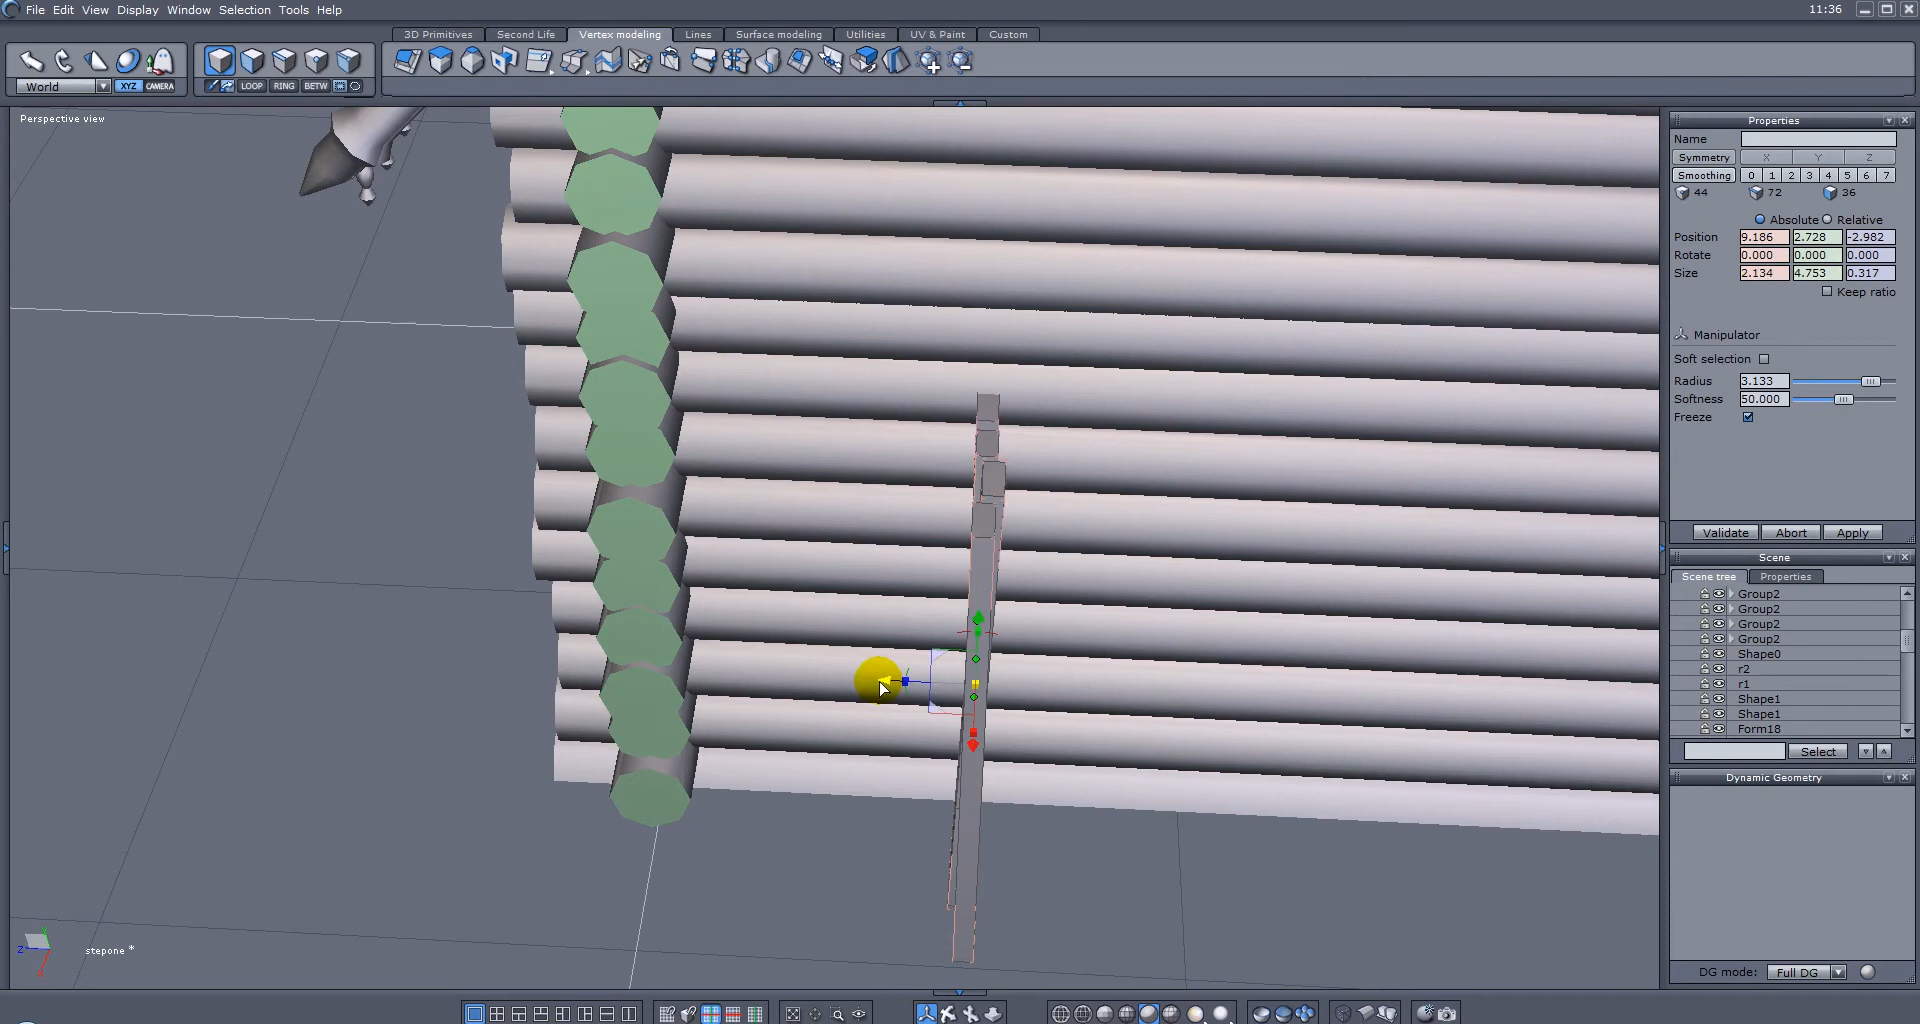 File Edit View Display Window Selection Tools Help
11:36
3D Primitives Second Life Vertex modeling Lines Surface modeling Utilities UV & Paint Custom
World XYZ CAMERA LOOP RING BETW
Perspective view
Properties
Name
Symmetry X Y Z
Smoothing 0 1 2 3 4 5 6 7
44 72 36
Absolute Relative
Position 9.186 2.728 -2.982
Rotate 0.000 0.000 0.000
Size 2.134 4.753 0.317
Keep ratio
Manipulator
Soft selection
Radius 3.133
Softness 50.000
Freeze
Validate Abort Apply
Scene
Scene tree Properties
Group2
Group2
Group2
Group2
Shape0
r2
r1
Shape1
Shape1
Form18
Select
Dynamic Geometry
Y
Z
X
stepone *
DG mode: Full DG